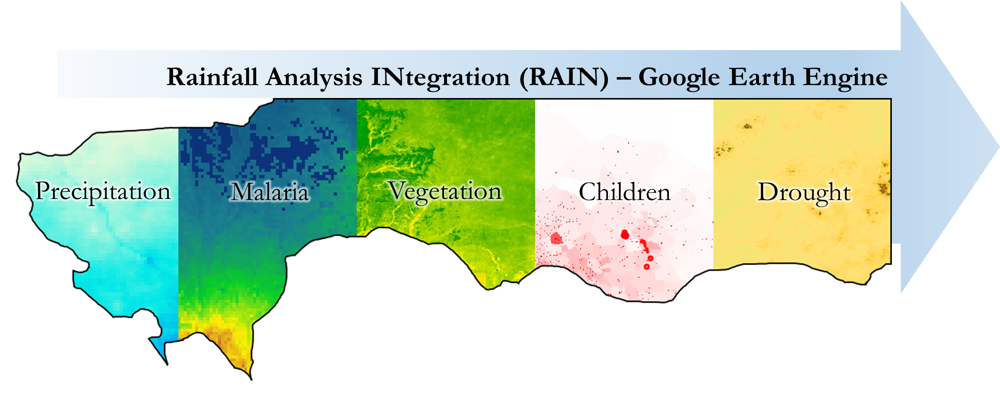 Rainfall Analysis INtegration (RAIN) – Google Earth Engine
Precipitation
Malaria
Vegetation
Children
Drought